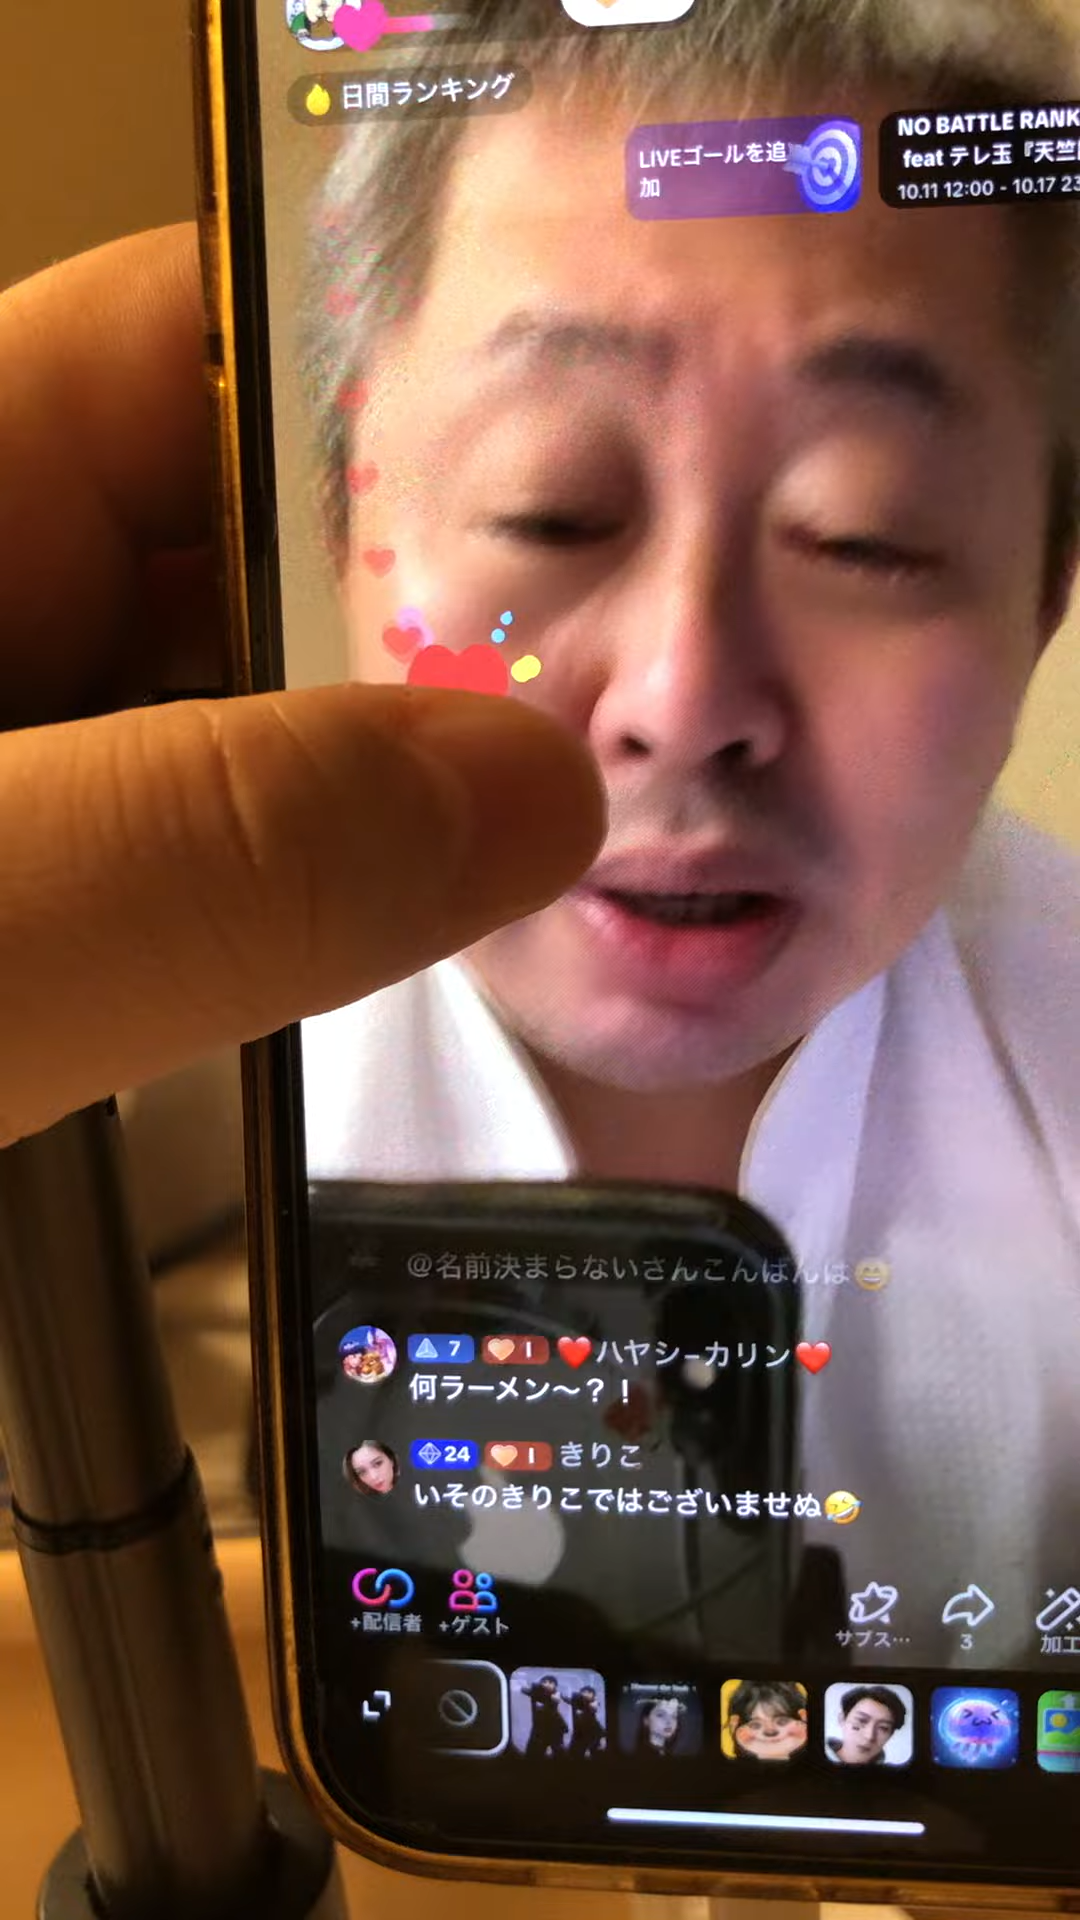 日間ランキング
LIVEゴールを追
加
NO BATTLE RANK
feat テレ玉『天竺
10.11 12:00 - 10.17 23
@名前決まらないさんこんばんは😄
7 1 ❤️ハヤシ−カリン❤️
何ラーメン〜？！
24 1 きりこ
いそのきりこではございませぬ🤣
+配信者
+ゲスト
サブス…
3
加工